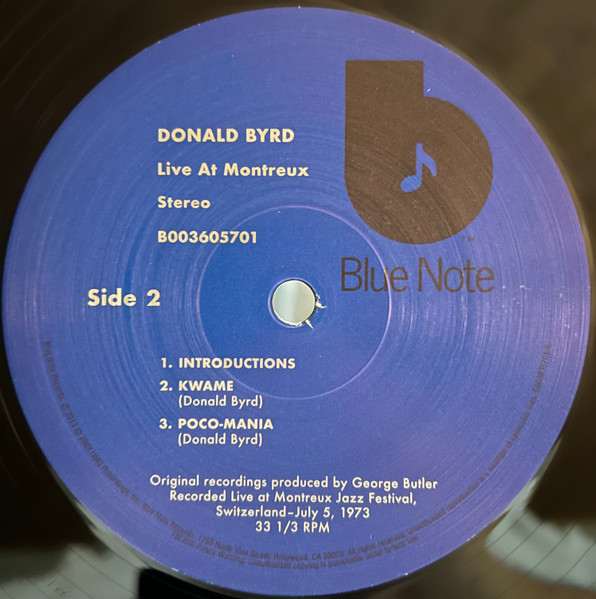 DONALD BYRD
Live At Montreux
Stereo
B003605701
Blue Note
Side 2
1. INTRODUCTIONS
2. KWAME
(Donald Byrd)
3. POCO-MANIA
(Donald Byrd)
Original recordings produced by George Butler
Recorded Live at Montreux Jazz Festival,
Switzerland–July 5, 1973
33 1/3 RPM